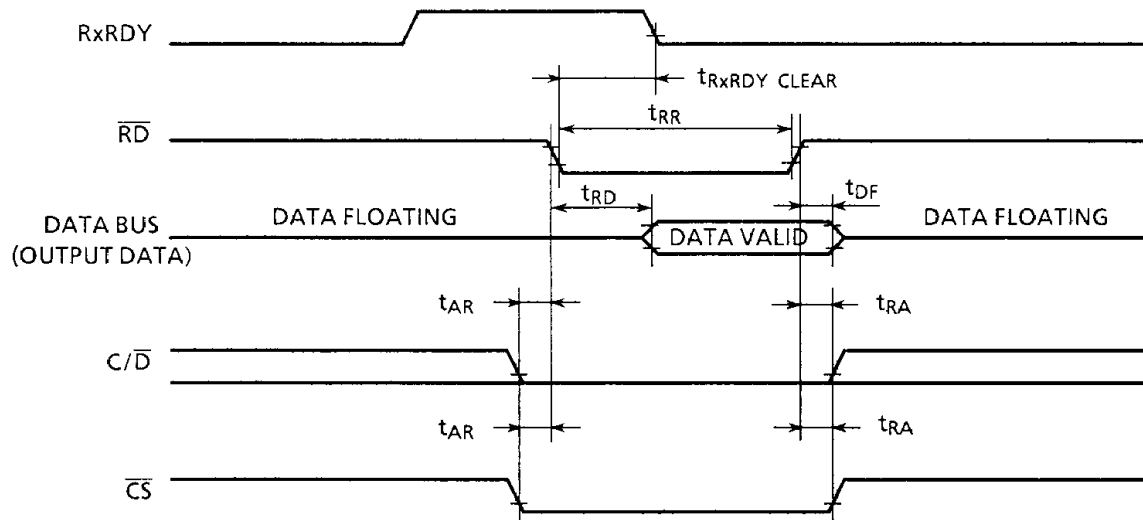 RxRDY
tRxRDY CLEAR
RD
tRR
tRD
tDF
DATA BUS
(OUTPUT DATA)
DATA FLOATING
DATA VALID
DATA FLOATING
tAR
tRA
C/D
tAR
tRA
CS